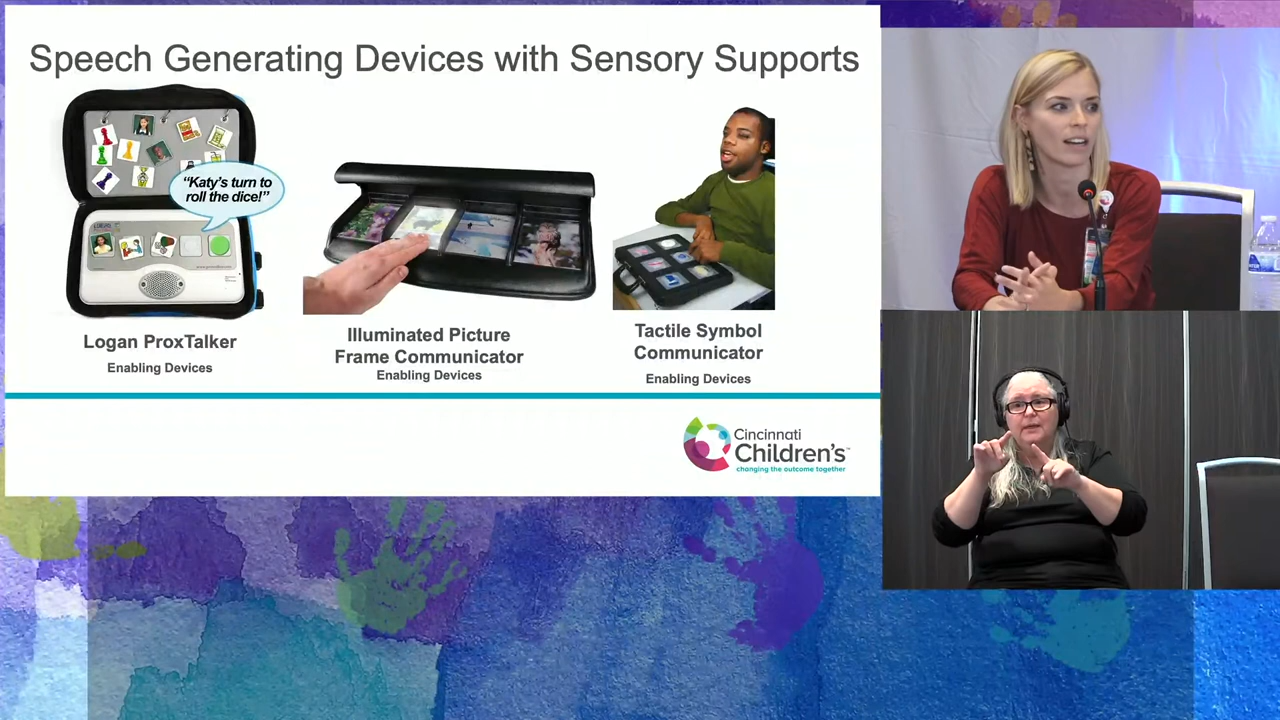 Speech Generating Devices with Sensory Supports
"Katy's turn to
roll the dice!"
Logan ProxTalker
Enabling Devices
Illuminated Picture
Frame Communicator
Enabling Devices
Tactile Symbol
Communicator
Enabling Devices
Cincinnati
Children's™
changing the outcome together